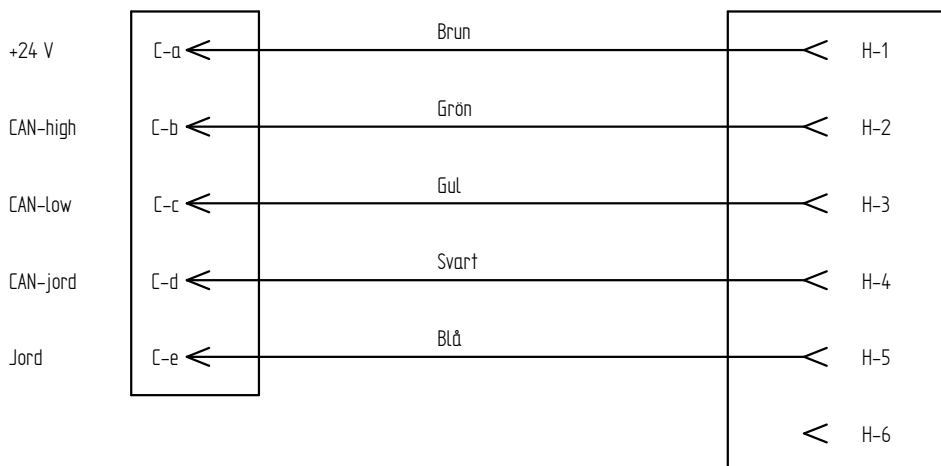 Brun
+24 V C-a H-1
Grön
CAN-high C-b H-2
Gul
CAN-low C-c H-3
Svart
CAN-jord C-d H-4
Blå
Jord C-e H-5
H-6